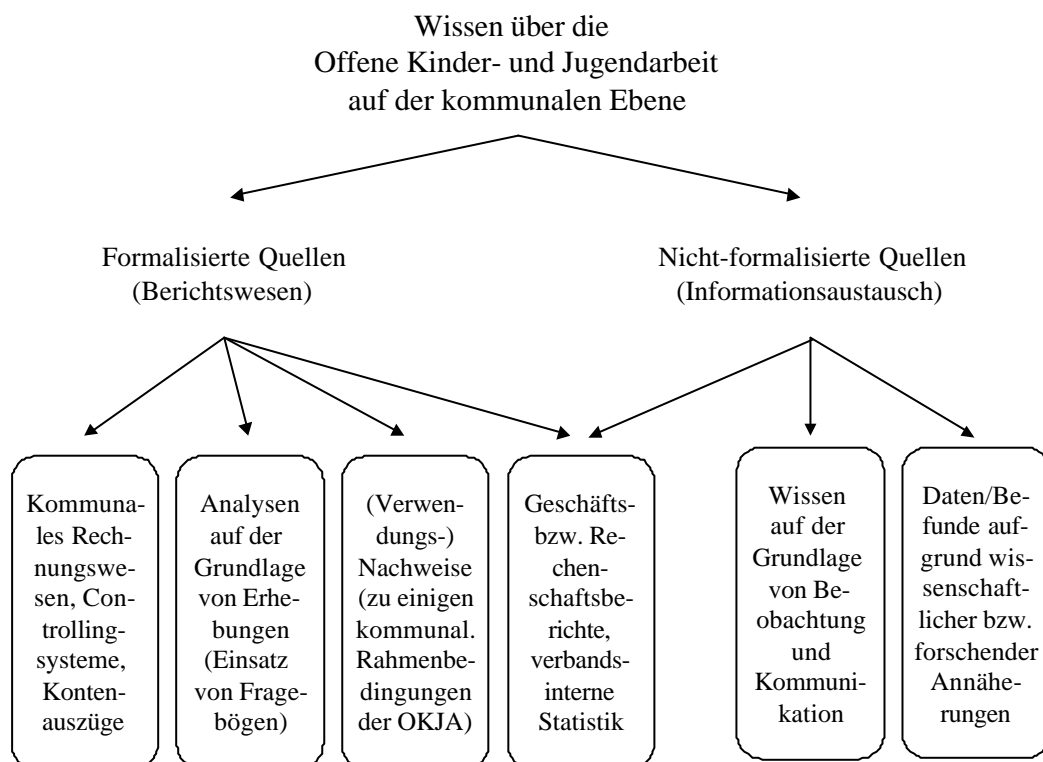 Wissen über die
Offene Kinder- und Jugendarbeit
auf der kommunalen Ebene
Formalisierte Quellen
(Berichtswesen)
Nicht-formalisierte Quellen
(Informationsaustausch)
Kommuna-
les Rech-
nungswe-
sen, Con-
trolling-
systeme,
Konten-
auszüge
Analysen
auf der
Grundlage
von Erhe-
bungen
(Einsatz
von Frage-
bögen)
(Verwen-
dungs-)
Nachweise
(zu einigen
kommunal.
Rahmenbe-
dingungen
der OKJA)
Geschäfts-
bzw. Re-
chen-
schaftsbe-
richte,
verbands-
interne
Statistik
Wissen
auf der
Grundlage
von Be-
obachtung
und
Kommuni-
kation
Daten/Be-
funde auf-
grund wis-
senschaft-
licher bzw.
forschender
Annähe-
rungen